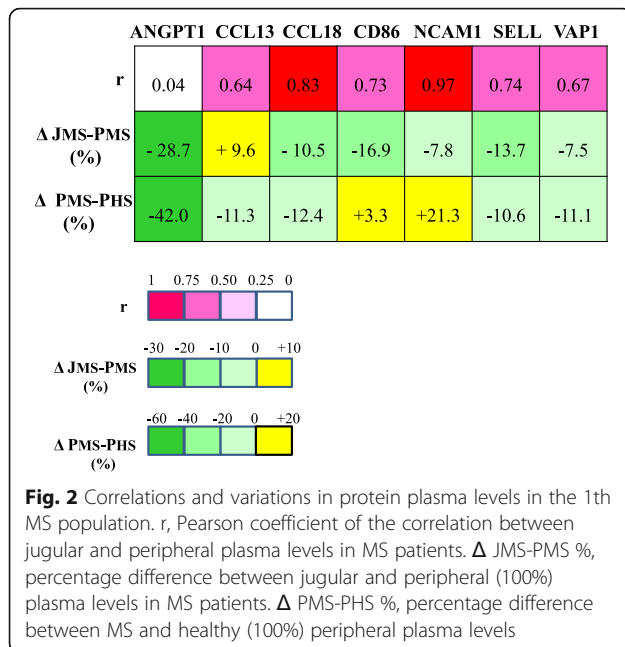 ANGPT1 CCL13 CCL18 CD86 NCAM1 SELL VAP1
r 0.04 0.64 0.83 0.73 0.97 0.74 0.67
Δ JMS-PMS (%) - 28.7 + 9.6 - 10.5 -16.9 -7.8 -13.7 -7.5
Δ PMS-PHS (%) -42.0 -11.3 -12.4 +3.3 +21.3 -10.6 -11.1
1 0.75 0.50 0.25 0
r
-30 -20 -10 0 +10
Δ JMS-PMS
(%)
-60 -40 -20 0 +20
Δ PMS-PHS
(%)
Fig. 2 Correlations and variations in protein plasma levels in the 1th
MS population. r, Pearson coefficient of the correlation between
jugular and peripheral plasma levels in MS patients. Δ JMS-PMS %,
percentage difference between jugular and peripheral (100%)
plasma levels in MS patients. Δ PMS-PHS %, percentage difference
between MS and healthy (100%) peripheral plasma levels